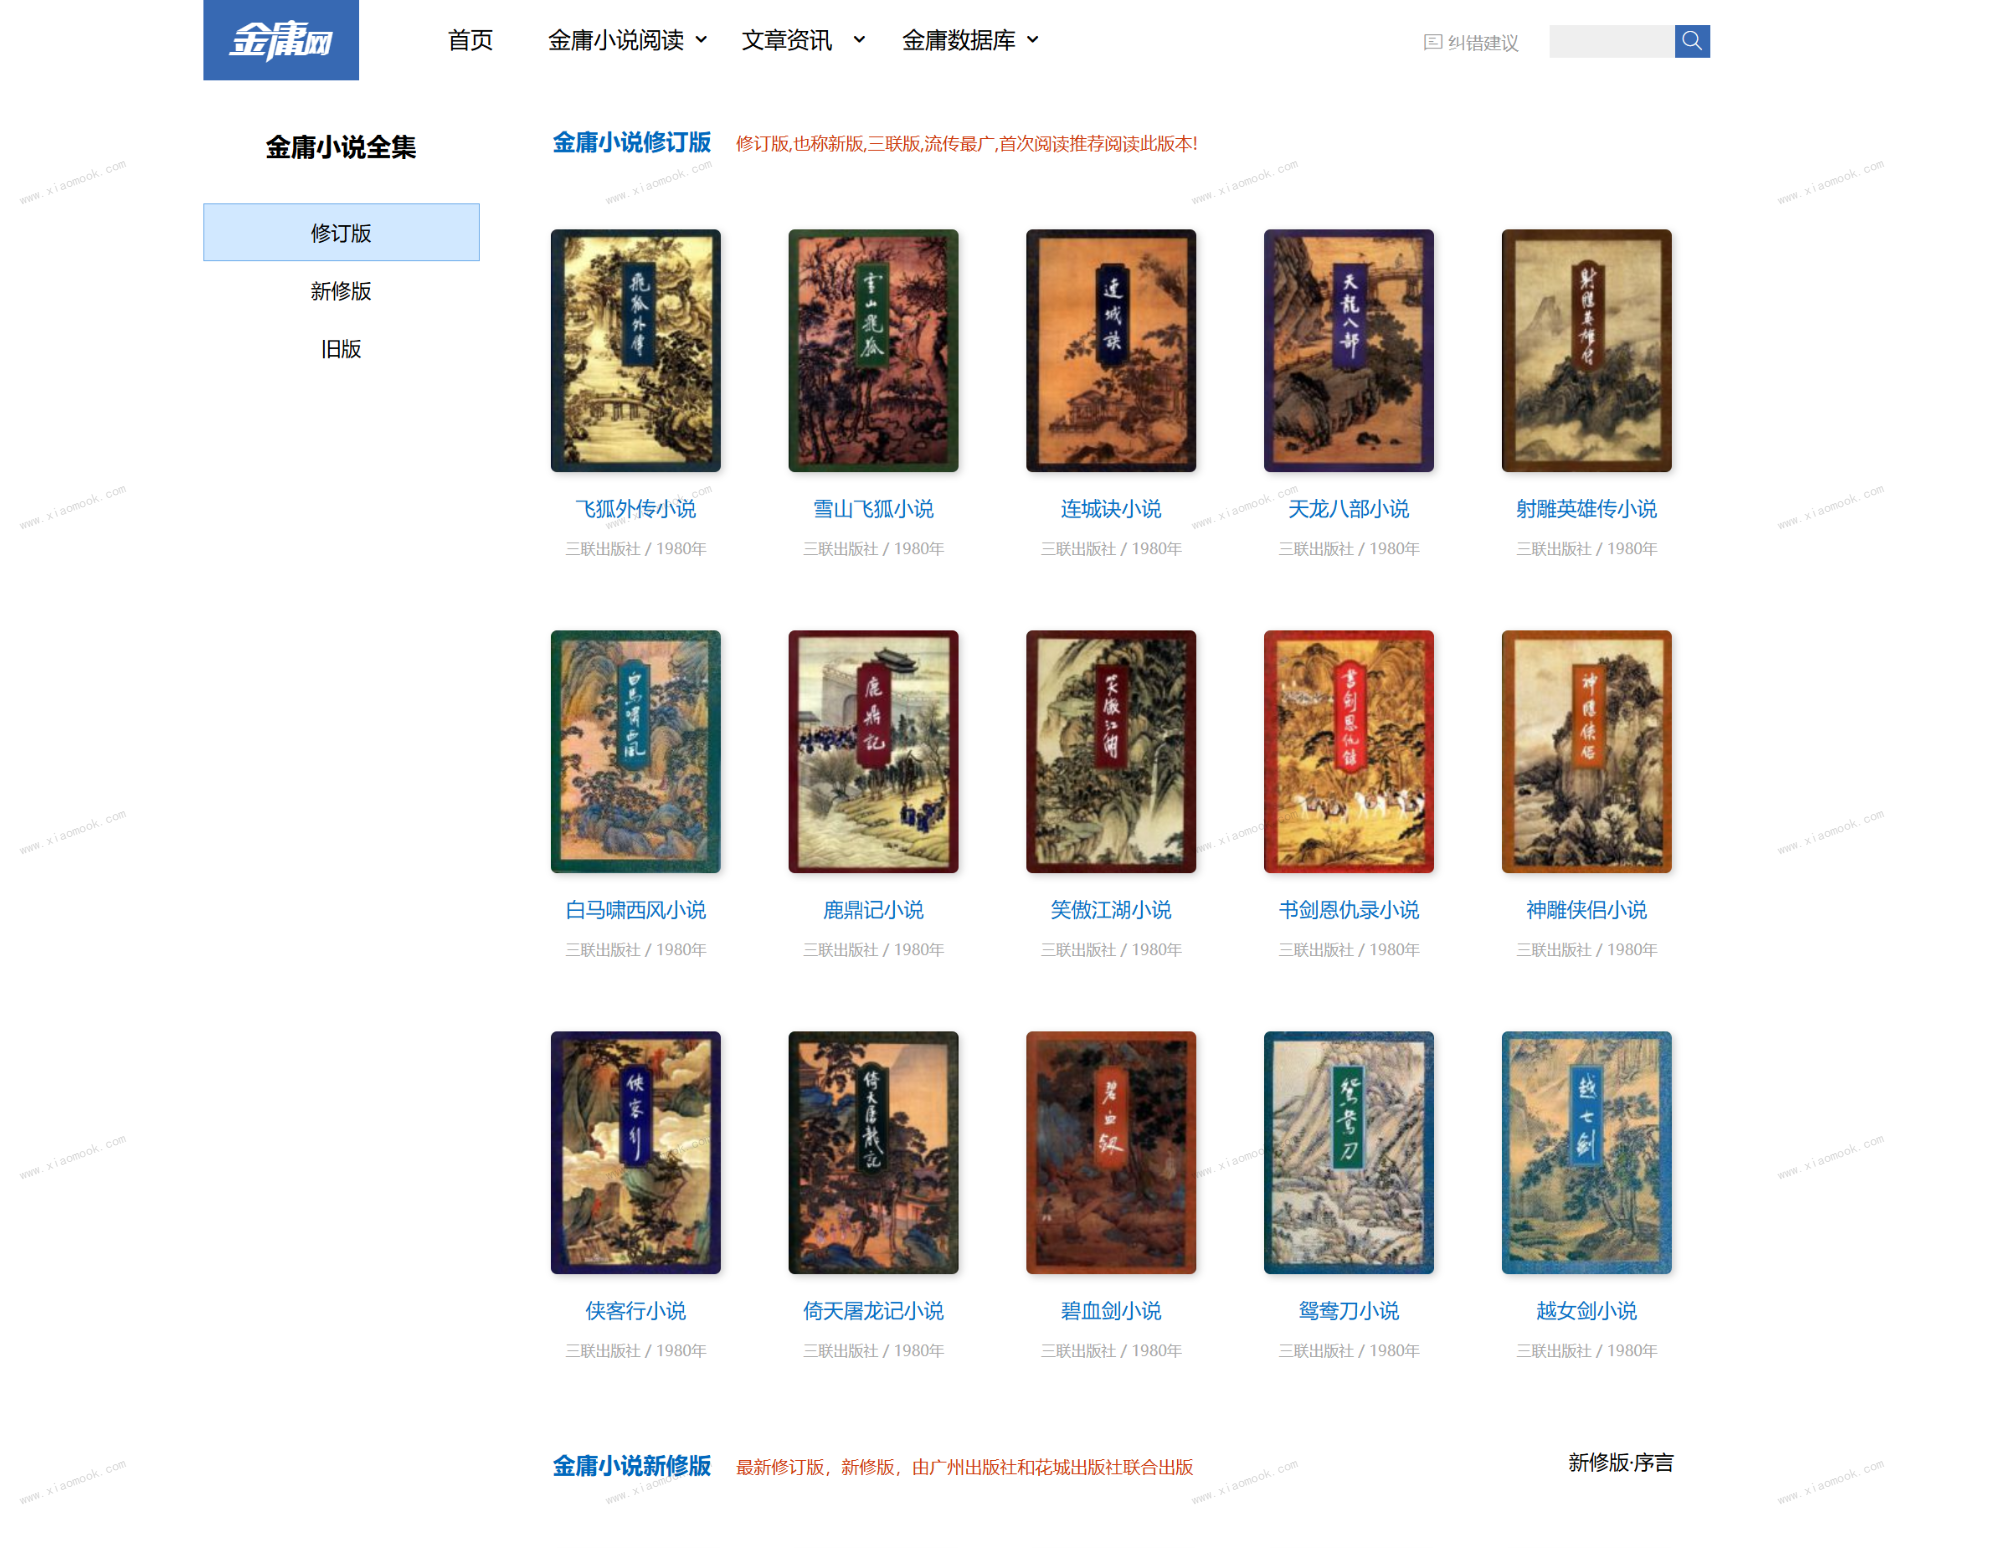 金庸网
首页 金庸小说阅读 文章资讯 金庸数据库 纠错建议
金庸小说全集
修订版
新修版
旧版
金庸小说修订版 修订版,也称新版,三联版,流传最广,首次阅读推荐阅读此版本!
飛狐外傳
雪山飛狐
連城訣
天龍八部
射鵰英雄传
飞狐外传小说 雪山飞狐小说 连城诀小说 天龙八部小说 射雕英雄传小说
三联出版社 / 1980年 三联出版社 / 1980年 三联出版社 / 1980年 三联出版社 / 1980年 三联出版社 / 1980年
白馬嘯西風
鹿鼎記
笑傲江湖
書劍恩仇錄
神鵰侠侣
白马啸西风小说 鹿鼎记小说 笑傲江湖小说 书剑恩仇录小说 神雕侠侣小说
三联出版社 / 1980年 三联出版社 / 1980年 三联出版社 / 1980年 三联出版社 / 1980年 三联出版社 / 1980年
侠客行
倚天屠龍記
碧血劍
鴛鴦刀
越女劍
侠客行小说 倚天屠龙记小说 碧血剑小说 鸳鸯刀小说 越女剑小说
三联出版社 / 1980年 三联出版社 / 1980年 三联出版社 / 1980年 三联出版社 / 1980年 三联出版社 / 1980年
金庸小说新修版 最新修订版，新修版，由广州出版社和花城出版社联合出版 新修版·序言
www.xiaomook.com